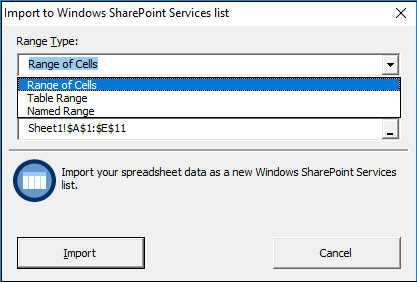 Import to Windows SharePoint Services list
Range Type:
Range of Cells
Range of Cells
Table Range
Named Range
Sheet1!$A$1:$E$11
Import your spreadsheet data as a new Windows SharePoint Services
list.
Import
Cancel